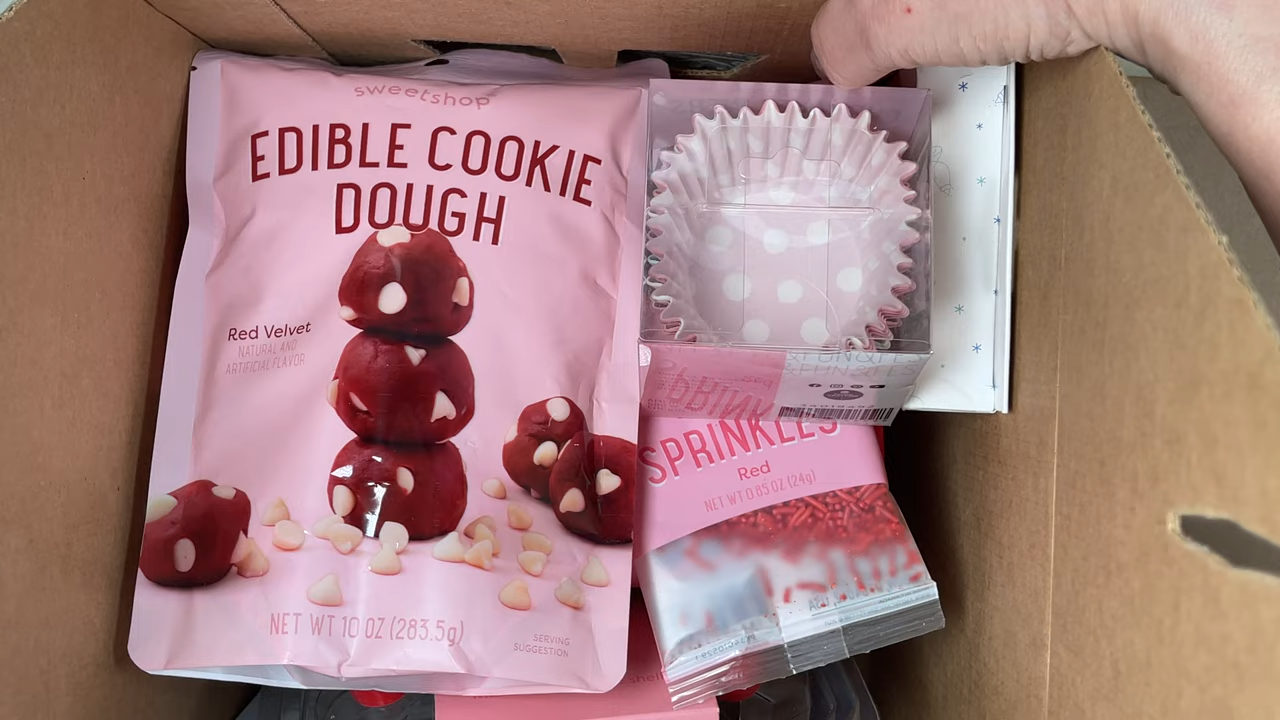 sweetshop
EDIBLE COOKIE
DOUGH
Red Velvet
NATURAL AND
ARTIFICIAL FLAVOR
NET WT 10 OZ (283.5g)
SERVING
SUGGESTION
SPRINKLES
Red
NET WT 0.85 OZ (24g)